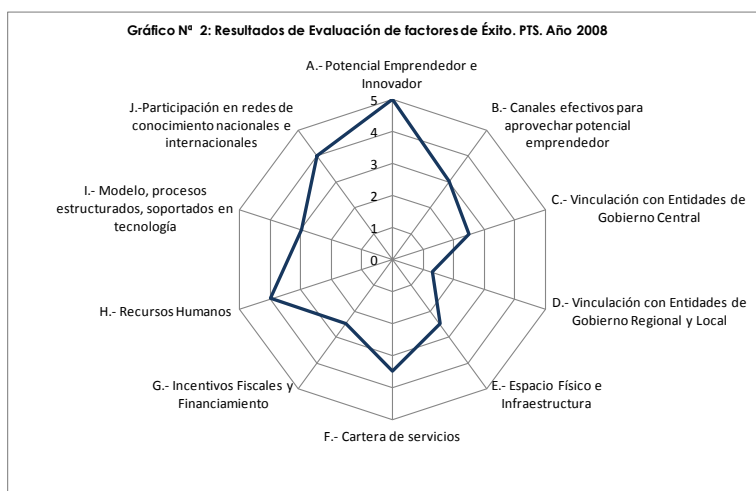 Gráfico Nª 2: Resultados de Evaluación de factores de Éxito. PTS. Año 2008
A.- Potencial Emprendedor e
Innovador
B.- Canales efectivos para
aprovechar potencial
emprendedor
C.- Vinculación con Entidades de
Gobierno Central
D.- Vinculación con Entidades de
Gobierno Regional y Local
E.- Espacio Físico e
Infraestructura
F.- Cartera de servicios
G.- Incentivos Fiscales y
Financiamiento
H.- Recursos Humanos
I.- Modelo, procesos
estructurados, soportados en
tecnología
J.-Participación en redes de
conocimiento nacionales e
internacionales
5
4
3
2
1
0